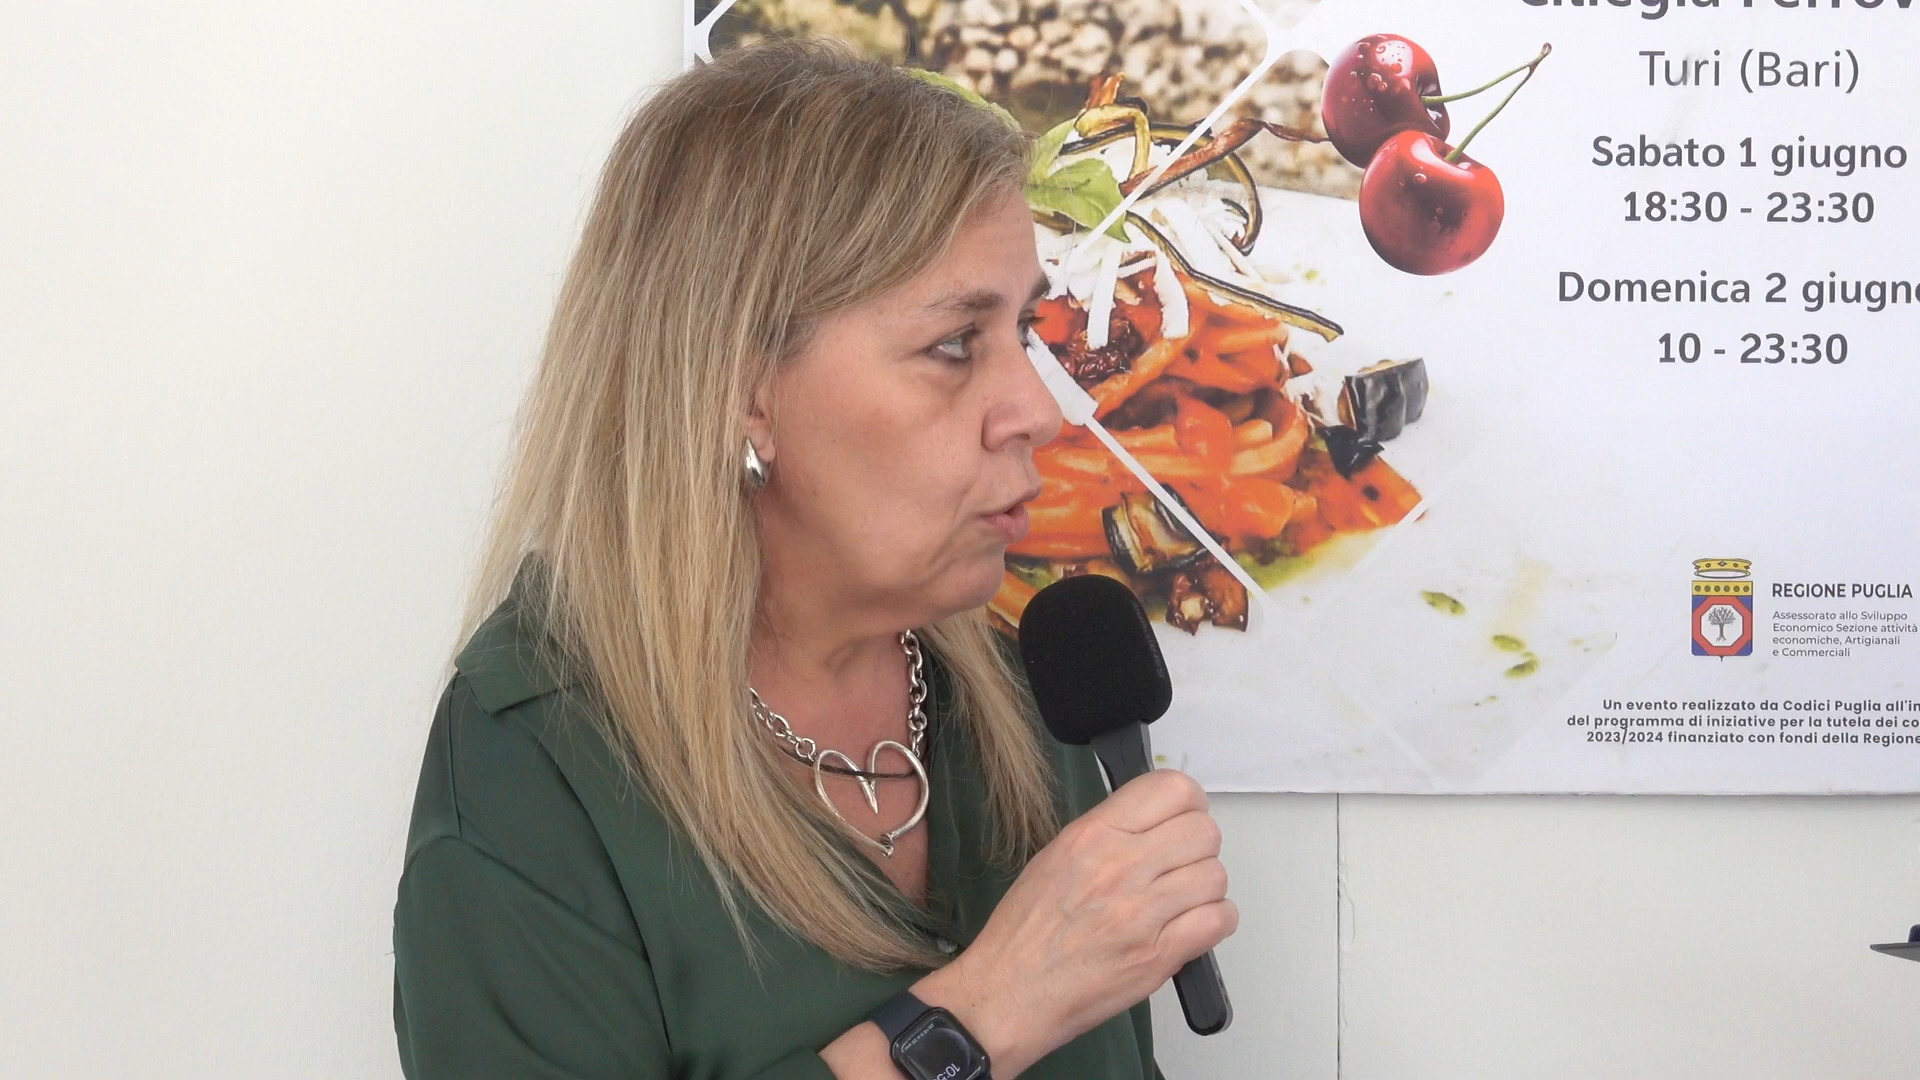 Turi (Bari)
Sabato 1 giugno
18:30 - 23:30
Domenica 2 giugno
10 - 23:30
REGIONE PUGLIA
Assessorato allo Sviluppo
Economico Sezione attività
economiche, Artigianali
e Commerciali
Un evento realizzato da Codici Puglia all'in
del programma di iniziative per la tutela dei co
2023/2024 finanziato con fondi della Regione